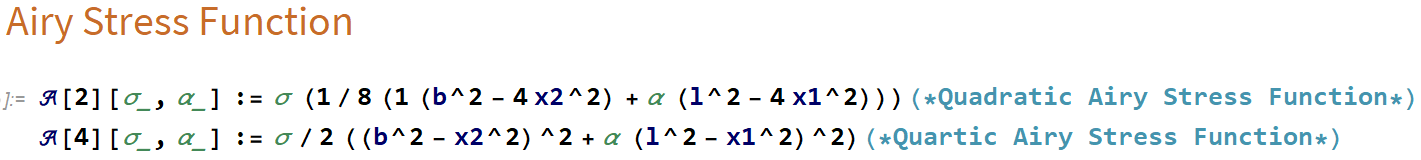 Airy Stress Function
]:= 𝒜[2][σ_, α_] := σ (1 / 8 (1 (b^2 - 4 x2^2) + α (l^2 - 4 x1^2)))(*Quadratic Airy Stress Function*)
𝒜[4][σ_, α_] := σ / 2 ((b^2 - x2^2)^2 + α (l^2 - x1^2)^2)(*Quartic Airy Stress Function*)